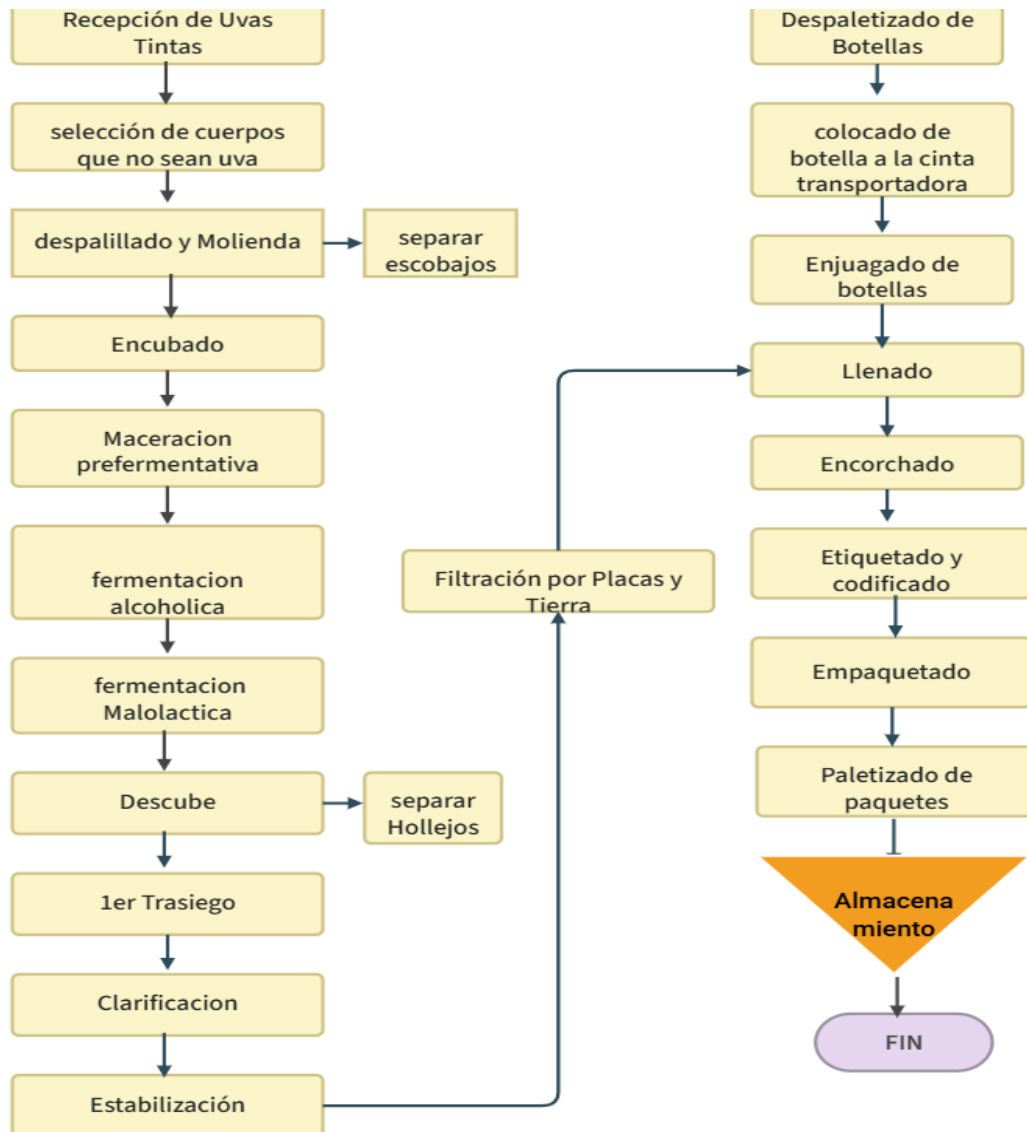 Recepción de Uvas
Tintas
selección de cuerpos
que no sean uva
despalillado y Molienda
separar
escobajos
Encubado
Maceracion
prefermentativa
fermentacion
alcoholica
fermentacion
Malolactica
Descube
separar
Hollejos
1er Trasiego
Clarificacion
Estabilización
Filtración por Placas y
Tierra
Despaletizado de
Botellas
colocado de
botella a la cinta
transportadora
Enjuagado de
botellas
Llenado
Encorchado
Etiquetado y
codificado
Empaquetado
Paletizado de
paquetes
Almacena
miento
FIN